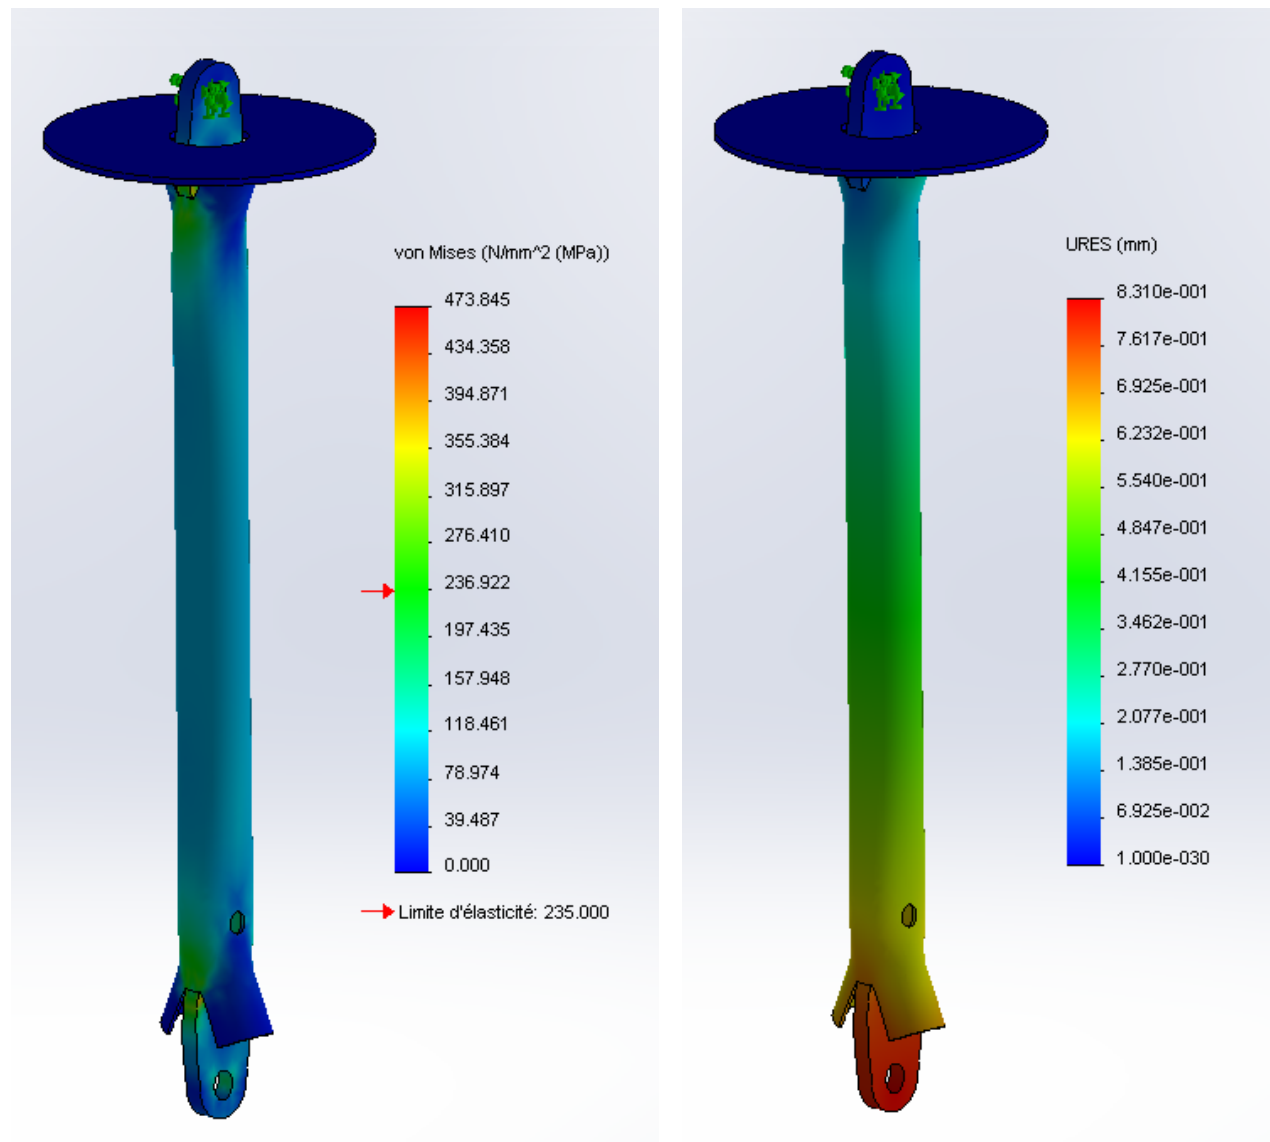 von Mises (N/mm^2 (MPa))
473.845
434.358
394.871
355.384
315.897
276.410
236.922
197.435
157.948
118.461
78.974
39.487
0.000
Limite d'élasticité: 235.000
URES (mm)
8.310e-001
7.617e-001
6.925e-001
6.232e-001
5.540e-001
4.847e-001
4.155e-001
3.462e-001
2.770e-001
2.077e-001
1.385e-001
6.925e-002
1.000e-030